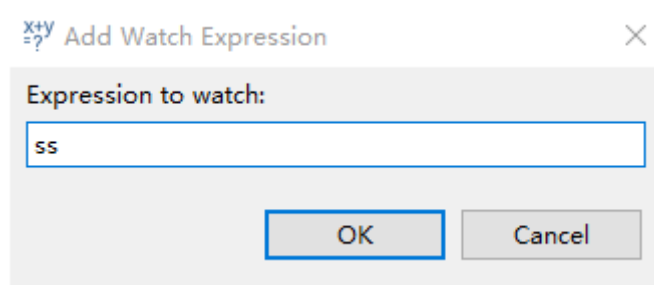 x+y
=?
Add Watch Expression
Expression to watch:
ss
OK
Cancel